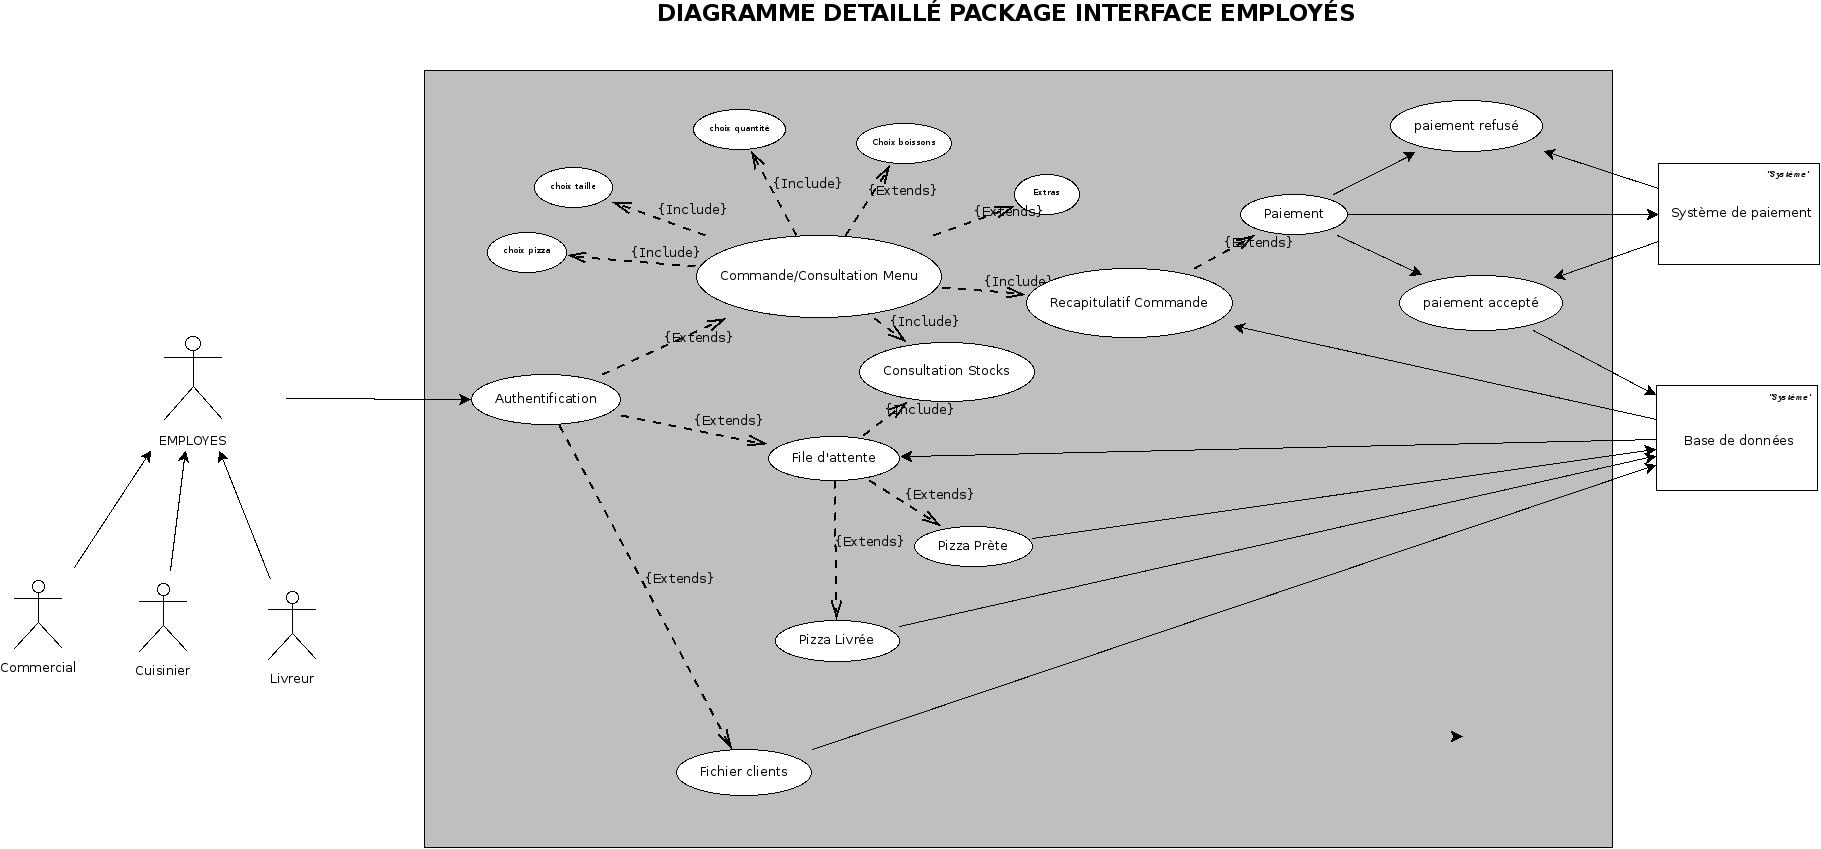 DIAGRAMME DETAILLÉ PACKAGE INTERFACE EMPLOYÉS
choix quantité
Choix boissons
paiement refusé
choix taille
Extras
{Include}
{Extends}
{Include}
{Extends}
"Système"
Système de paiement
choix pizza
{Include}
Paiement
{Extends}
Commande/Consultation Menu
{Include}
Recapitulatif Commande
paiement accepté
{Include}
{Extends}
Consultation Stocks
Authentification
{Include}
{Extends}
"Système"
Base de données
EMPLOYES
File d'attente
{Extends}
{Extends}
Pizza Prète
{Extends}
Pizza Livrée
Commercial
Cuisinier
Livreur
Fichier clients